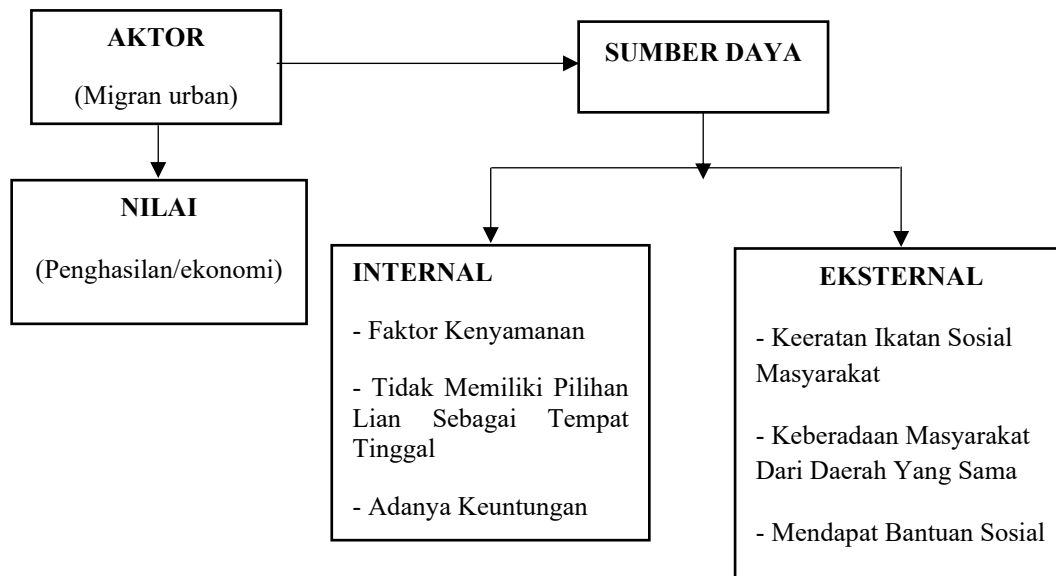 AKTOR
(Migran urban)
SUMBER DAYA
NILAI
(Penghasilan/ekonomi)
INTERNAL
- Faktor Kenyamanan
- Tidak Memiliki Pilihan
Lian Sebagai Tempat
Tinggal
- Adanya Keuntungan
EKSTERNAL
- Keeratan Ikatan Sosial
Masyarakat
- Keberadaan Masyarakat
Dari Daerah Yang Sama
- Mendapat Bantuan Sosial